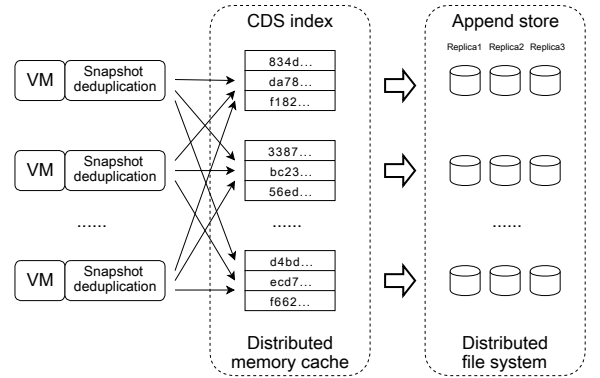 CDS index
Append store
Replica1 Replica2 Replica3
VM
Snapshot
deduplication
834d...
da78...
f182...
VM
Snapshot
deduplication
3387...
bc23...
56ed...
......
......
......
VM
Snapshot
deduplication
d4bd...
ecd7...
f662...
Distributed
memory cache
Distributed
file system